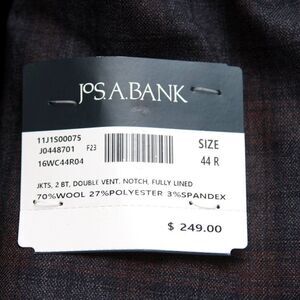 JOS. A. BANK
11J1S00075
J0448701 F23
16WC44R04
SIZE
44 R
JKTS, 2 BT, DOUBLE VENT. NOTCH, FULLY LINED
70%WOOL 27%POLYESTER 3%SPANDEX
$ 249.00